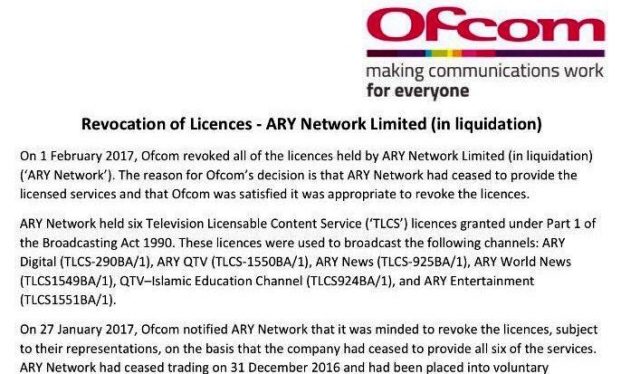 Ofcom
making communications work
for everyone
Revocation of Licences - ARY Network Limited (in liquidation)
On 1 February 2017, Ofcom revoked all of the licences held by ARY Network Limited (in liquidation)
('ARY Network'). The reason for Ofcom's decision is that ARY Network had ceased to provide the
licensed services and that Ofcom was satisfied it was appropriate to revoke the licences.
ARY Network held six Television Licensable Content Service ('TLCS') licences granted under Part 1 of
the Broadcasting Act 1990. These licences were used to broadcast the following channels: ARY
Digital (TLCS-290BA/1), ARY QTV (TLCS-1550BA/1), ARY News (TLCS-925BA/1), ARY World News
(TLCS1549BA/1), QTV–Islamic Education Channel (TLCS924BA/1), and ARY Entertainment
(TLCS1551BA/1).
On 27 January 2017, Ofcom notified ARY Network that it was minded to revoke the licences, subject
to their representations, on the basis that the company had ceased to provide all six of the services.
ARY Network had ceased trading on 31 December 2016 and had been placed into voluntary